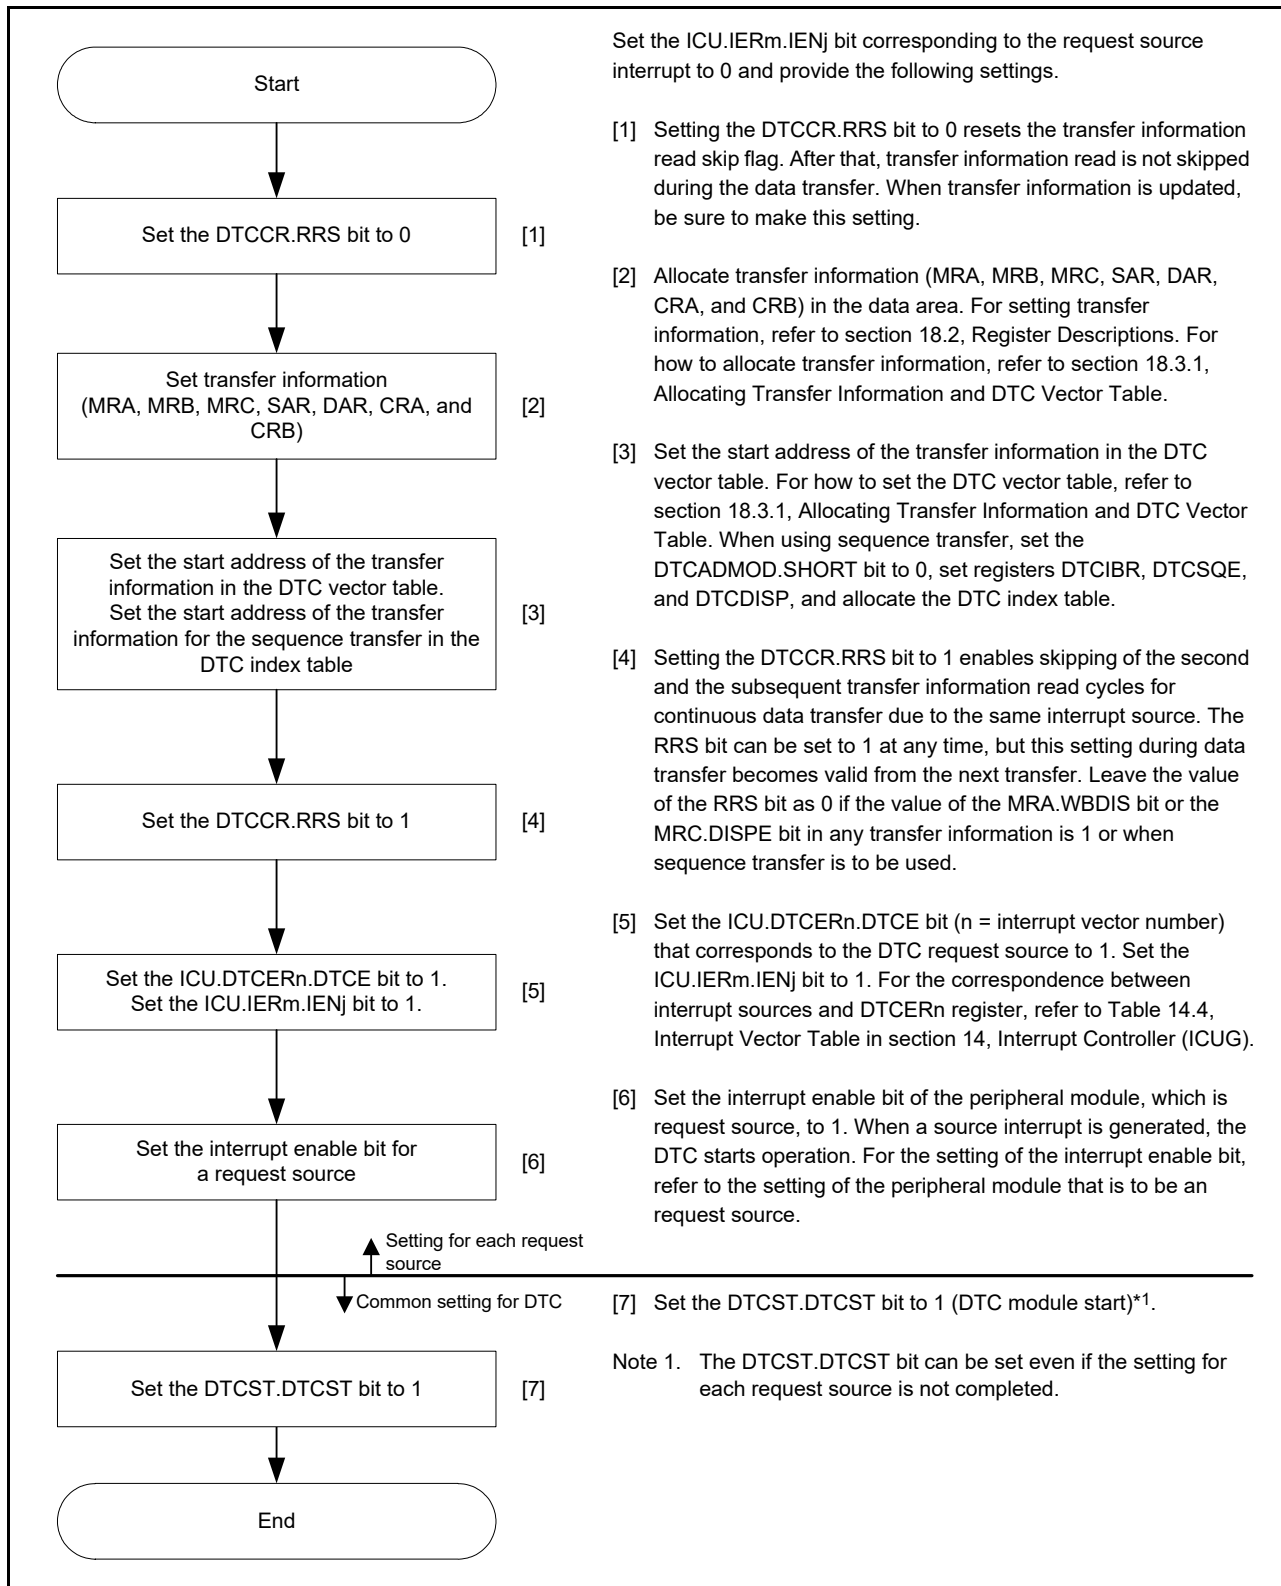 Start
Set the DTCCR.RRS bit to 0
[1]
Set transfer information
(MRA, MRB, MRC, SAR, DAR, CRA, and
CRB)
[2]
Set the start address of the transfer
information in the DTC vector table.
Set the start address of the transfer
information for the sequence transfer in the
DTC index table
[3]
Set the DTCCR.RRS bit to 1
[4]
Set the ICU.DTCERn.DTCE bit to 1.
Set the ICU.IERm.IENj bit to 1.
[5]
Set the interrupt enable bit for
a request source
[6]
Setting for each request
source
Common setting for DTC
Set the DTCST.DTCST bit to 1
[7]
End
Set the ICU.IERm.IENj bit corresponding to the request source
interrupt to 0 and provide the following settings.
[1] Setting the DTCCR.RRS bit to 0 resets the transfer information
read skip flag. After that, transfer information read is not skipped
during the data transfer. When transfer information is updated,
be sure to make this setting.
[2] Allocate transfer information (MRA, MRB, MRC, SAR, DAR,
CRA, and CRB) in the data area. For setting transfer
information, refer to section 18.2, Register Descriptions. For
how to allocate transfer information, refer to section 18.3.1,
Allocating Transfer Information and DTC Vector Table.
[3] Set the start address of the transfer information in the DTC
vector table. For how to set the DTC vector table, refer to
section 18.3.1, Allocating Transfer Information and DTC Vector
Table. When using sequence transfer, set the
DTCADMOD.SHORT bit to 0, set registers DTCIBR, DTCSQE,
and DTCDISP, and allocate the DTC index table.
[4] Setting the DTCCR.RRS bit to 1 enables skipping of the second
and the subsequent transfer information read cycles for
continuous data transfer due to the same interrupt source. The
RRS bit can be set to 1 at any time, but this setting during data
transfer becomes valid from the next transfer. Leave the value
of the RRS bit as 0 if the value of the MRA.WBDIS bit or the
MRC.DISPE bit in any transfer information is 1 or when
sequence transfer is to be used.
[5] Set the ICU.DTCERn.DTCE bit (n = interrupt vector number)
that corresponds to the DTC request source to 1. Set the
ICU.IERm.IENj bit to 1. For the correspondence between
interrupt sources and DTCERn register, refer to Table 14.4,
Interrupt Vector Table in section 14, Interrupt Controller (ICUG).
[6] Set the interrupt enable bit of the peripheral module, which is
request source, to 1. When a source interrupt is generated, the
DTC starts operation. For the setting of the interrupt enable bit,
refer to the setting of the peripheral module that is to be an
request source.
[7] Set the DTCST.DTCST bit to 1 (DTC module start)*1.
Note 1. The DTCST.DTCST bit can be set even if the setting for
each request source is not completed.